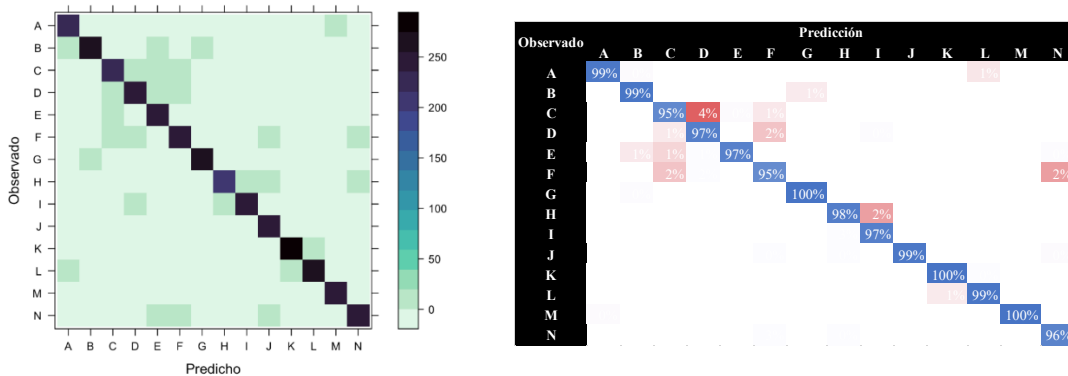 A
B
C
D
E
F
G
H
I
J
K
L
M
N
Observado
A B C D E F G H I J K L M N
Predicho
250
200
150
100
50
0
Observado Predicción
A B C D E F G H I J K L M N
A 99% 1%
B 99% 1%
C 95% 4% 1%
D 1% 97% 2%
E 1% 1% 97%
F 2% 95% 2%
G 100%
H 98% 2%
I 97%
J 99%
K 100%
L 1% 99%
M 100%
N 96%